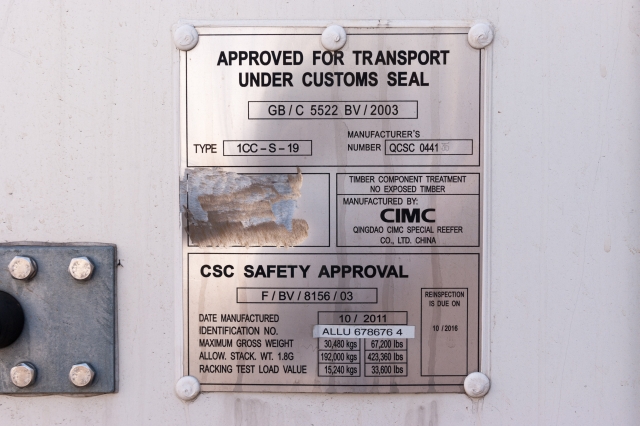 APPROVED FOR TRANSPORT
UNDER CUSTOMS SEAL
GB / C 5522 BV / 2003
MANUFACTURER'S
TYPE 1CC - S - 19 NUMBER QCSC 0441
TIMBER COMPONENT TREATMENT
NO EXPOSED TIMBER
MANUFACTURED BY:
CIMC
QINGDAO CIMC SPECIAL REEFER
CO., LTD. CHINA
CSC SAFETY APPROVAL
F / BV / 8156 / 03
REINSPECTION
IS DUE ON
10 / 2016
DATE MANUFACTURED 10 / 2011
IDENTIFICATION NO. ALLU 678676 4
MAXIMUM GROSS WEIGHT 30,480 kgs 67,200 lbs
ALLOW. STACK. WT. 1.8G 192,000 kgs 423,360 lbs
RACKING TEST LOAD VALUE 15,240 kgs 33,600 lbs